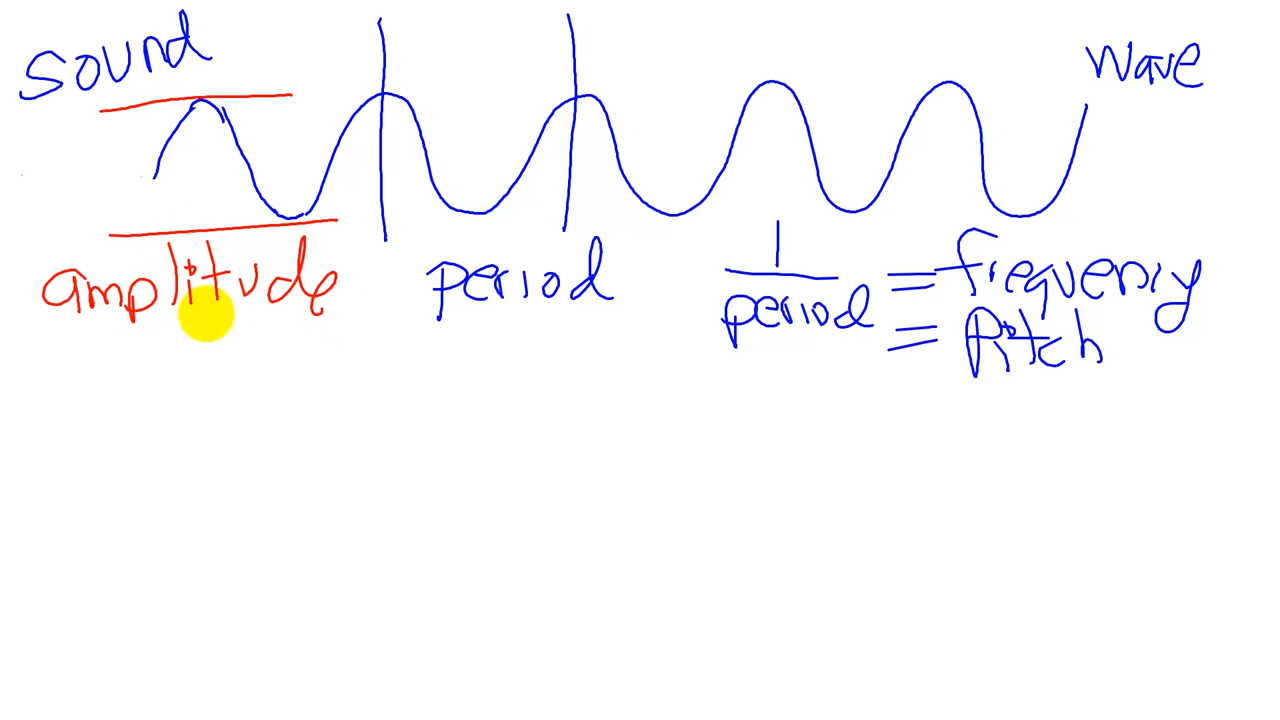 Sound
Wave
amplitude
period
1
period
= frequency
= Pitch